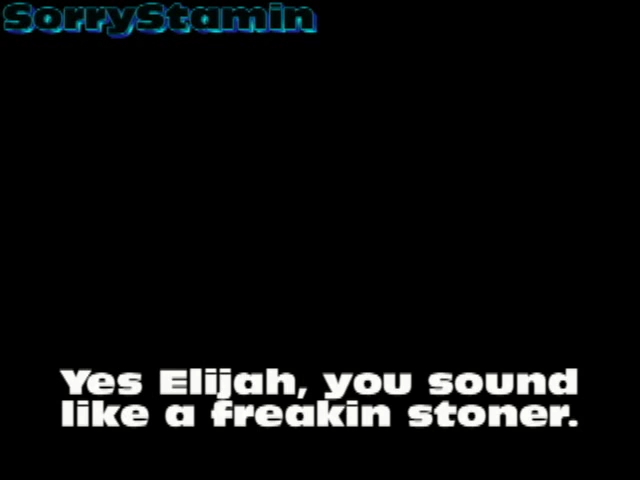 SorryStamin
Yes Elijah, you sound
like a freakin stoner.